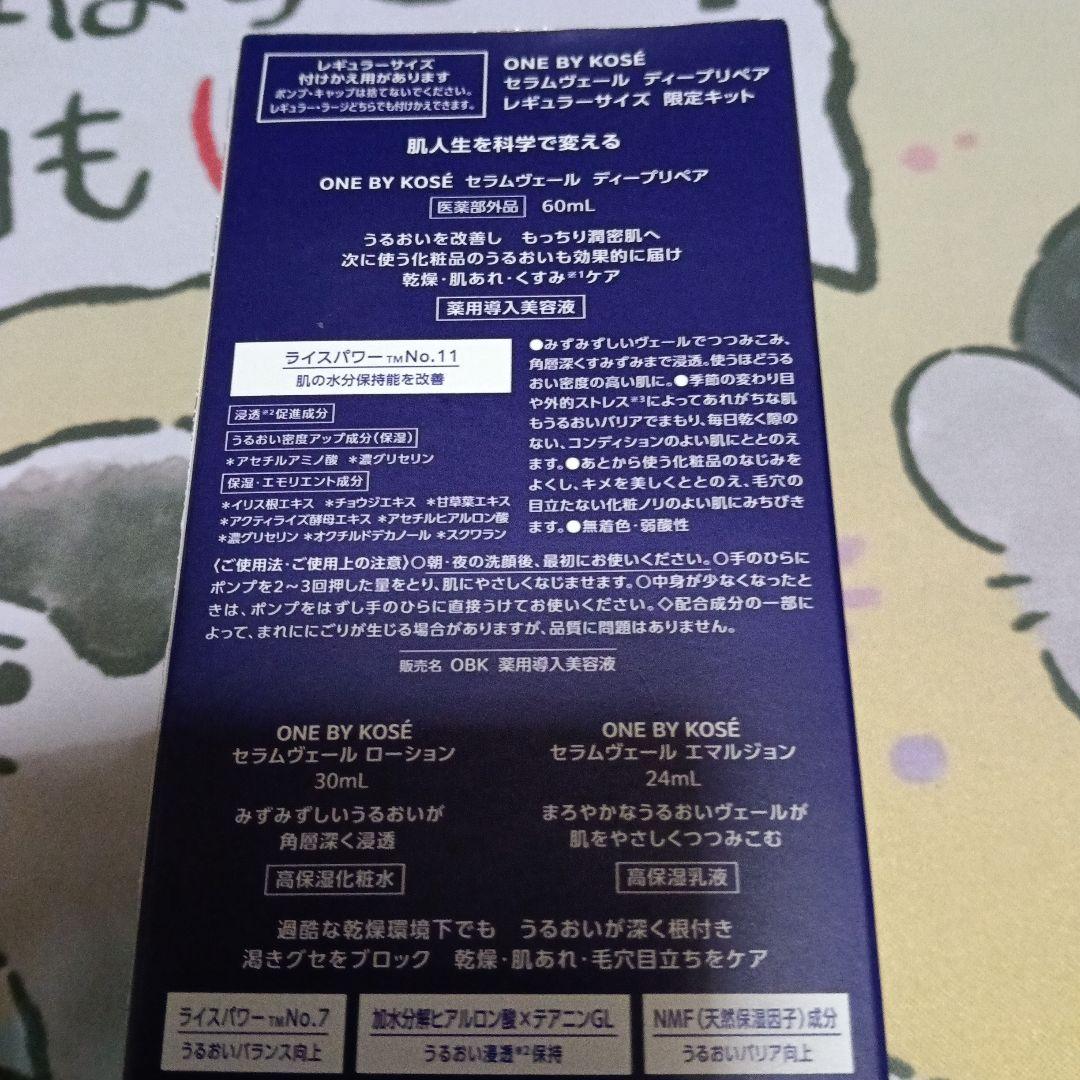 も
レギュラーサイズ
付けかえ用があります
ポンプ・キャップは捨てないでください。
レギュラー・ラージどちらでも付けかえできます。
ONE BY KOSÉ
セラムヴェール ディープリペア
レギュラーサイズ 限定キット
肌人生を科学で変える
ONE BY KOSÉ セラムヴェール ディープリペア
医薬部外品 60mL
うるおいを改善し もっちり潤密肌へ
次に使う化粧品のうるおいも効果的に届け
乾燥・肌あれ・くすみ※1ケア
薬用導入美容液
ライスパワー™No.11
肌の水分保持能を改善
浸透※2促進成分
うるおい密度アップ成分(保湿)
*アセチルアミノ酸 *濃グリセリン
保湿・エモリエント成分
*イリス根エキス *チョウジエキス *甘草葉エキス
*アクティライズ酵母エキス *アセチルヒアルロン酸
*濃グリセリン *オクチルドデカノール *スクワラン
●みずみずしいヴェールでつつみこみ、
角層深くすみずみまで浸透。使うほどうる
おい密度の高い肌に。●季節の変わり目
や外的ストレス※3によってあれがちな肌
もうるおいバリアでまもり、毎日乾く隙の
ない、コンディションのよい肌にととのえ
ます。●あとから使う化粧品のなじみを
よくし、キメを美しくととのえ、毛穴の
目立たない化粧ノリのよい肌にみちびき
ます。●無着色・弱酸性
〈ご使用法・ご使用上の注意〉○朝・夜の洗顔後、最初にお使いください。○手のひらに
ポンプを2～3回押した量をとり、肌にやさしくなじませます。○中身が少なくなったと
きは、ポンプをはずし手のひらに直接うけてお使いください。◇配合成分の一部に
よって、まれににごりが生じる場合がありますが、品質に問題はありません。
販売名 OBK 薬用導入美容液
ONE BY KOSÉ
セラムヴェール ローション
30mL
みずみずしいうるおいが
角層深く浸透
高保湿化粧水
ONE BY KOSÉ
セラムヴェール エマルジョン
24mL
まろやかなうるおいヴェールが
肌をやさしくつつみこむ
高保湿乳液
過酷な乾燥環境下でも うるおいが深く根付き
渇きグセをブロック 乾燥・肌あれ・毛穴目立ちをケア
ライスパワー™No.7
うるおいバランス向上
加水分解ヒアルロン酸×テアニンGL
うるおい浸透※2保持
NMF(天然保湿因子)成分
うるおいバリア向上